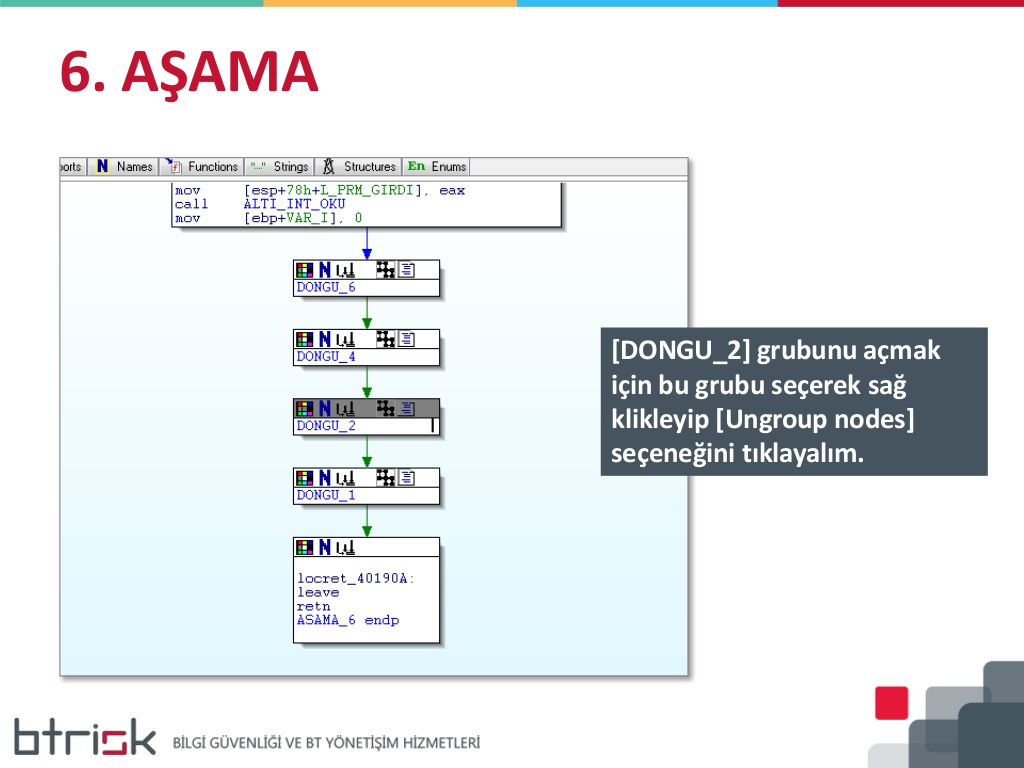 6. AŞAMA
orts N Names Functions "..." Strings Structures En Enums
mov [esp+78h+L_PRM_GIRDI], eax
call ALTI_INT_OKU
mov [ebp+VAR_I], 0
DONGU_6
DONGU_4
DONGU_2
DONGU_1
locret_40190A:
leave
retn
ASAMA_6 endp
[DONGU_2] grubunu açmak
için bu grubu seçerek sağ
klikleyip [Ungroup nodes]
seçeneğini tıklayalım.
btrisk BİLGİ GÜVENLİĞİ VE BT YÖNETİŞİM HİZMETLERİ